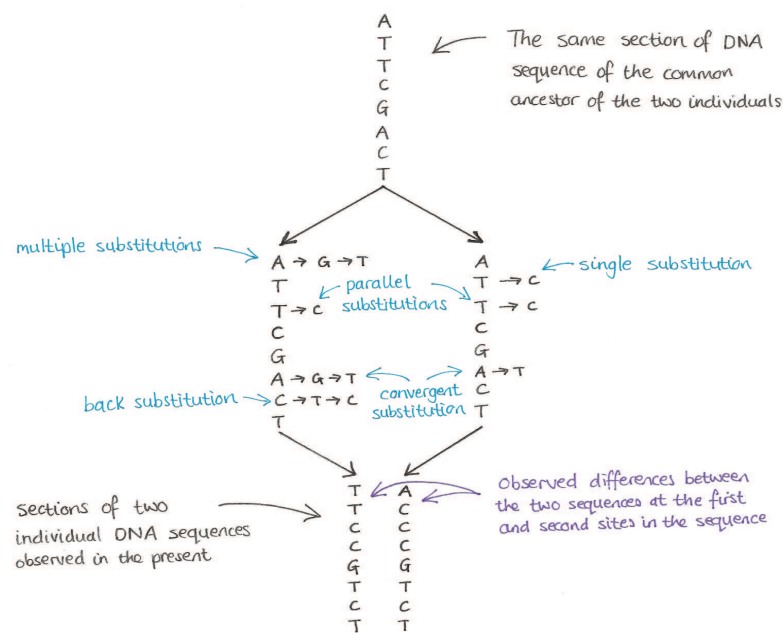 A
T
T
C
G
A
C
T
The same section of DNA
sequence of the common
ancestor of the two individuals
multiple substitutions
A → G → T
T
T → C
C
G
A → G → T
C → T → C
T
parallel
substitutions
back substitution
convergent
substitution
A
T → C
T → C
C
G
A → T
C
T
single substitution
sections of two
individual DNA sequences
observed in the present
T A
T C
C C
C C
G G
T T
C C
T T
Observed differences between
the two sequences at the first
and second sites in the sequence